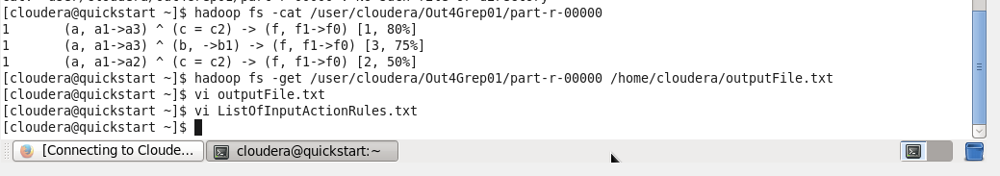 [cloudera@quickstart ~]$ hadoop fs -cat /user/cloudera/Out4Grep01/part-r-00000
1       (a, a1->a3) ^ (c = c2) -> (f, f1->f0) [1, 80%]
1       (a, a1->a3) ^ (b, ->b1) -> (f, f1->f0) [3, 75%]
1       (a, a1->a2) ^ (c = c2) -> (f, f1->f0) [2, 50%]
[cloudera@quickstart ~]$ hadoop fs -get /user/cloudera/Out4Grep01/part-r-00000 /home/cloudera/outputFile.txt
[cloudera@quickstart ~]$ vi outputFile.txt
[cloudera@quickstart ~]$ vi ListOfInputActionRules.txt
[cloudera@quickstart ~]$
[Connecting to Cloude... cloudera@quickstart:~